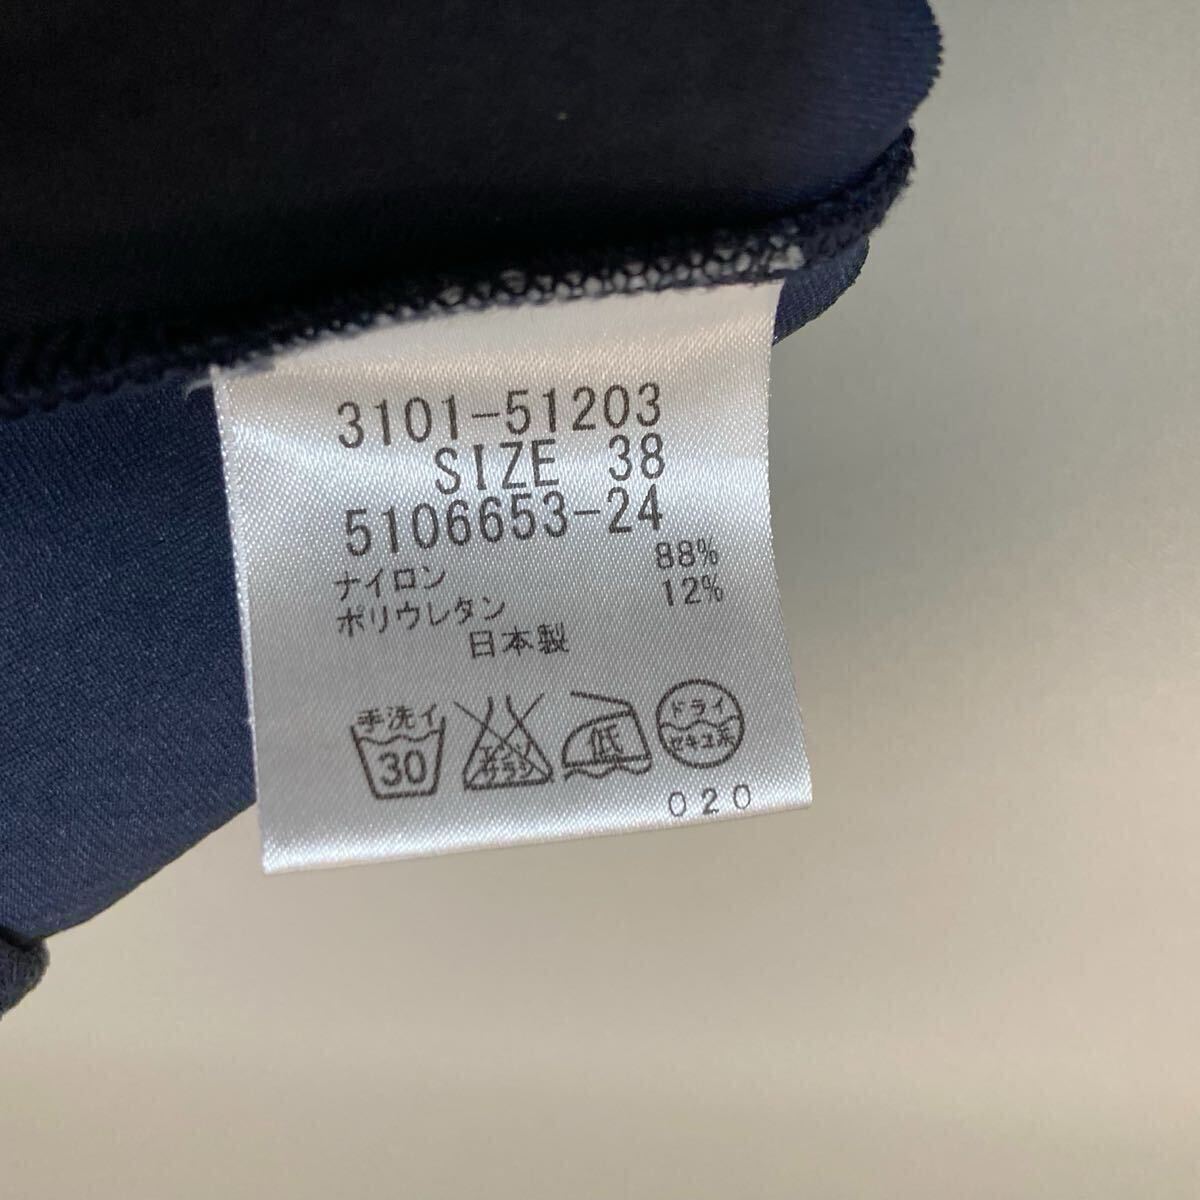 3101-51203
SIZE 38
5106653-24
ナイロン 88%
ポリウレタン 12%
日本製
手洗イ
30
エンソ
サラシ
低
ドライ
セキユ系
020